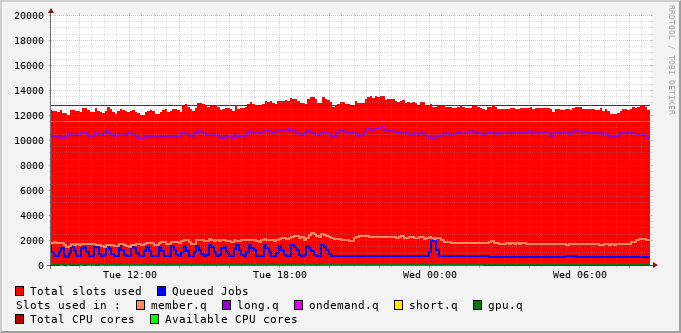 RRDTOOL / TOBI OETIKER
20000
18000
16000
14000
12000
10000
8000
6000
4000
2000
0
Tue 12:00 Tue 18:00 Wed 00:00 Wed 06:00
Total slots used Queued Jobs
Slots used in : member.q long.q ondemand.q short.q gpu.q
Total CPU cores Available CPU cores